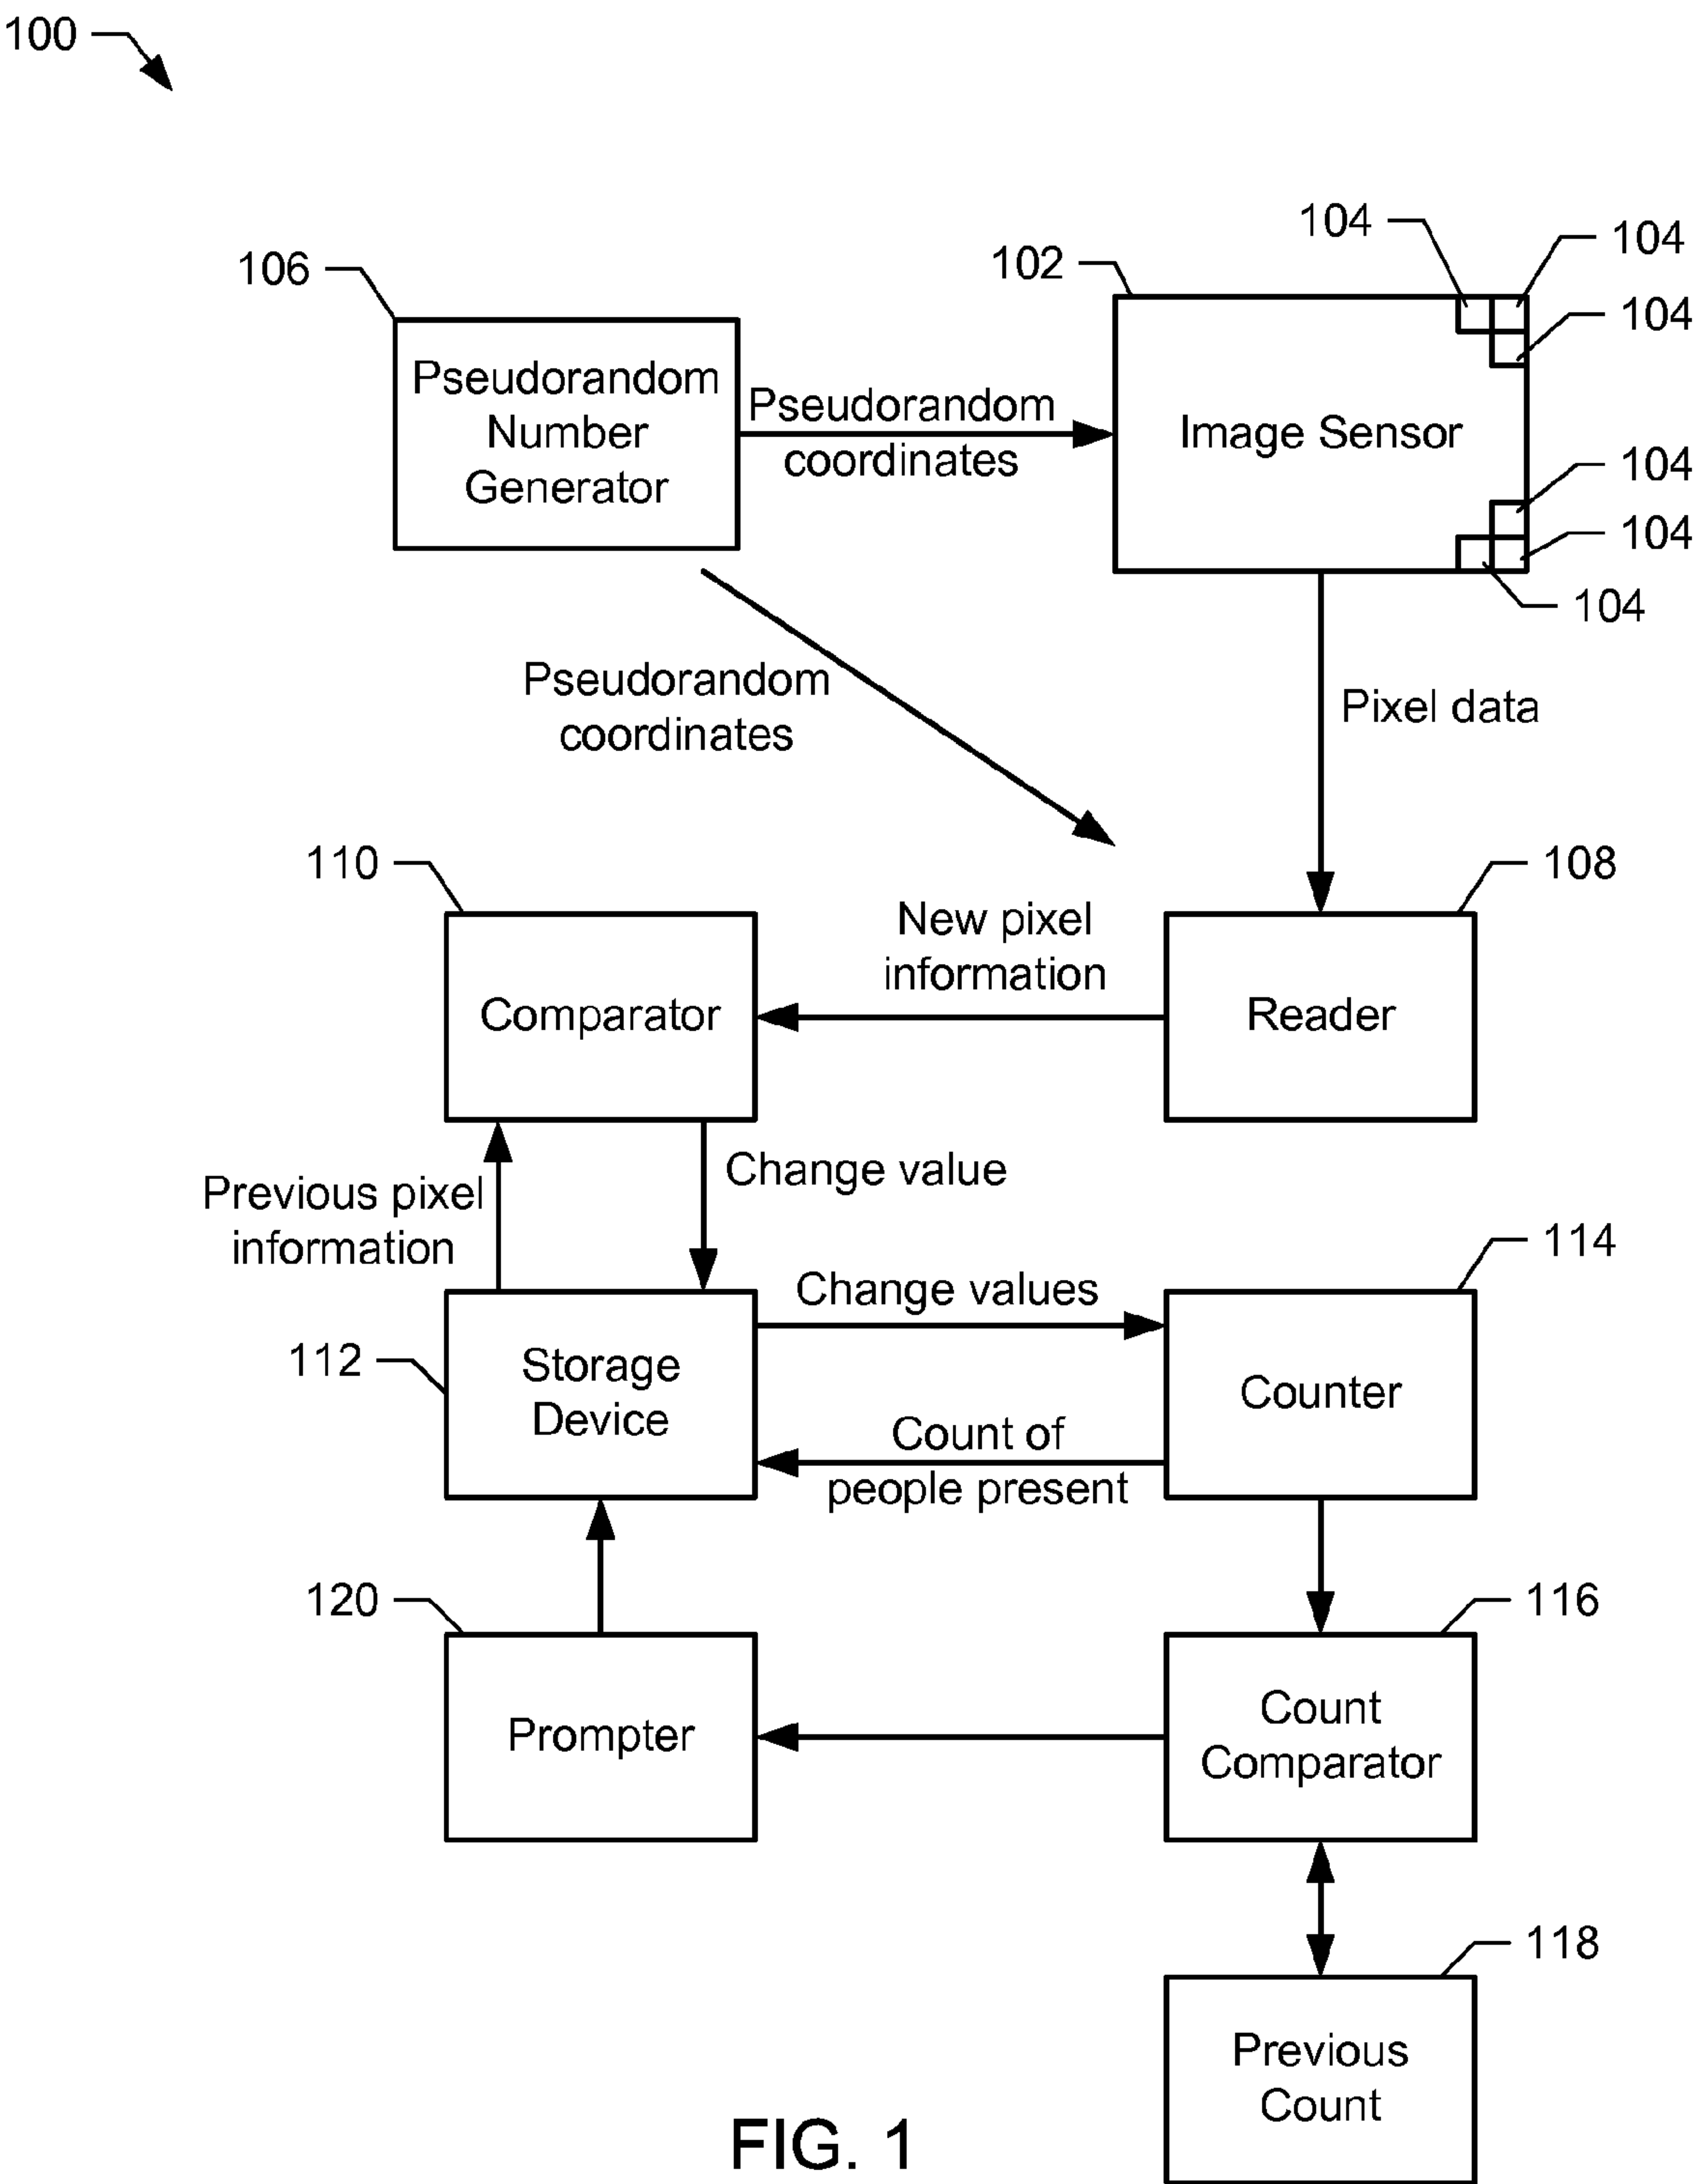 100
104
104
106
102
104
Pseudorandom
Number
Generator
Pseudorandom
coordinates
Image Sensor
104
104
104
Pseudorandom
coordinates
Pixel data
110
108
New pixel
information
Comparator
Reader
Previous pixel
information
Change value
114
Change values
112
Storage
Device
Counter
Count of
people present
120
116
Prompter
Count
Comparator
118
Previous
Count
FIG. 1